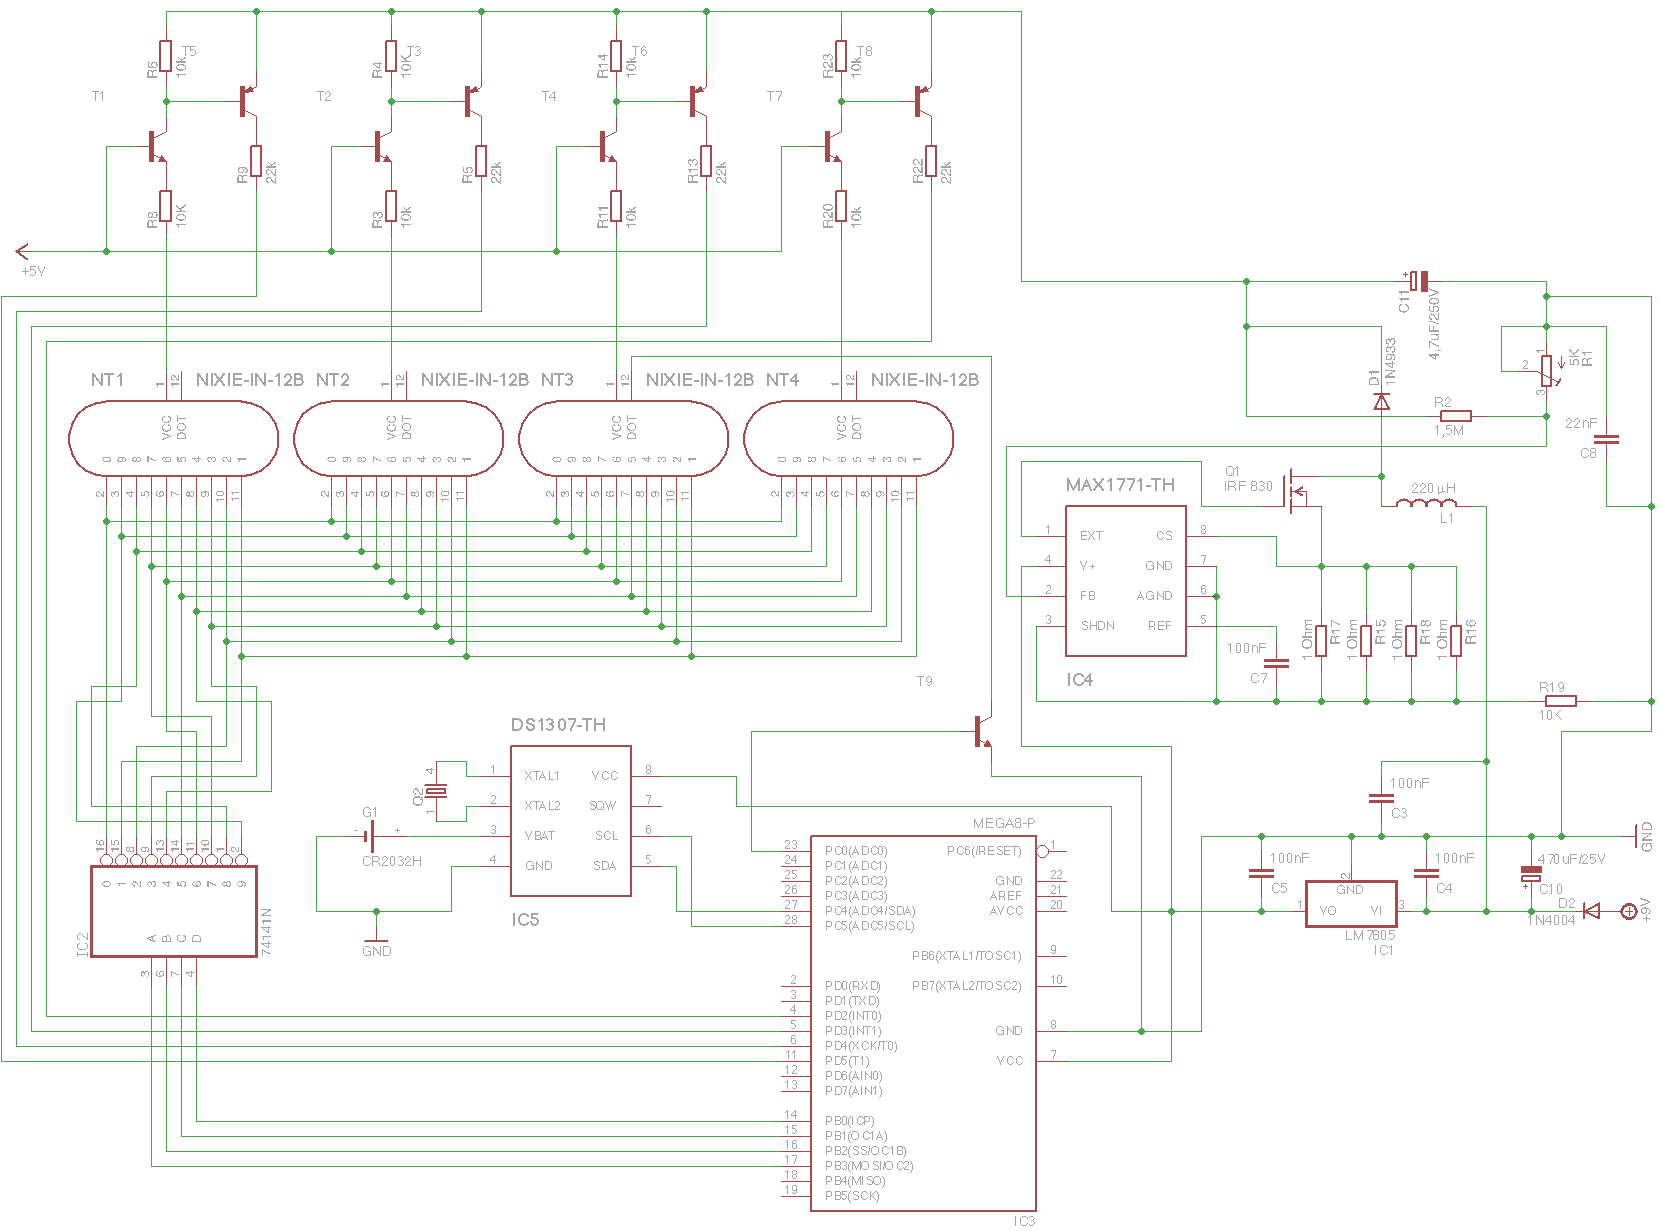 T1
R6
10k
T5
R9
22k
R8
10K
T2
R4
10K
T3
R5
22k
R3
10k
T4
R14
10k
T6
R13
22k
R11
10k
T7
R23
10k
T8
R22
22k
R20
10k
+5V
NT1
1
12
NIXIE-IN-12B
VCC
DOT
0 9 8 7 6 5 4 3 2 1
2 3 4 5 6 7 8 9 10 11
NT2
1
12
NIXIE-IN-12B
VCC
DOT
0 9 8 7 6 5 4 3 2 1
2 3 4 5 6 7 8 9 10 11
NT3
1
12
NIXIE-IN-12B
VCC
DOT
0 9 8 7 6 5 4 3 2 1
2 3 4 5 6 7 8 9 10 11
NT4
1
12
NIXIE-IN-12B
VCC
DOT
0 9 8 7 6 5 4 3 2 1
2 3 4 5 6 7 8 9 10 11
+
C11
4,7uF/250V
D1
1N4933
1
2
3
5K
R1
R2
1,5M
22nF
C8
Q1
IRF830
220µH
L1
MAX1771-TH
1 EXT CS 8
4 V+ GND 7
2 FB AGND 6
3 SHDN REF 5
IC4
100nF
C7
1 Ohm
R17
1 Ohm
R15
1 Ohm
R18
1 Ohm
R16
R19
10K
T9
DS1307-TH
1 XTAL1 VCC 8
2 XTAL2 SQW 7
3 VBAT SCL 6
4 GND SDA 5
IC5
Q2
4
1
G1
- +
CR2032H
GND
16 15 8 9 13 14 11 10 1 2
0 1 2 3 4 5 6 7 8 9
A B C D
3 6 7 4
IC2
74141N
MEGA8-P
23 PC0(ADC0) PC6(/RESET) 1
24 PC1(ADC1)
25 PC2(ADC2) GND 22
26 PC3(ADC3) AREF 21
27 PC4(ADC4/SDA) AVCC 20
28 PC5(ADC5/SCL)
PB6(XTAL1/TOSC1) 9
2 PD0(RXD) PB7(XTAL2/TOSC2) 10
3 PD1(TXD)
4 PD2(INT0)
5 PD3(INT1) GND 8
6 PD4(XCK/T0)
11 PD5(T1) VCC 7
12 PD6(AIN0)
13 PD7(AIN1)
14 PB0(ICP)
15 PB1(OC1A)
16 PB2(SS/OC1B)
17 PB3(MOSI/OC2)
18 PB4(MISO)
19 PB5(SCK)
IC3
100nF
C3
GND
100nF
C5
100nF
C4
470uF/25V
+
C10
2
GND
1 VO VI 3
LM7805
IC1
D2
1N4004
+9V